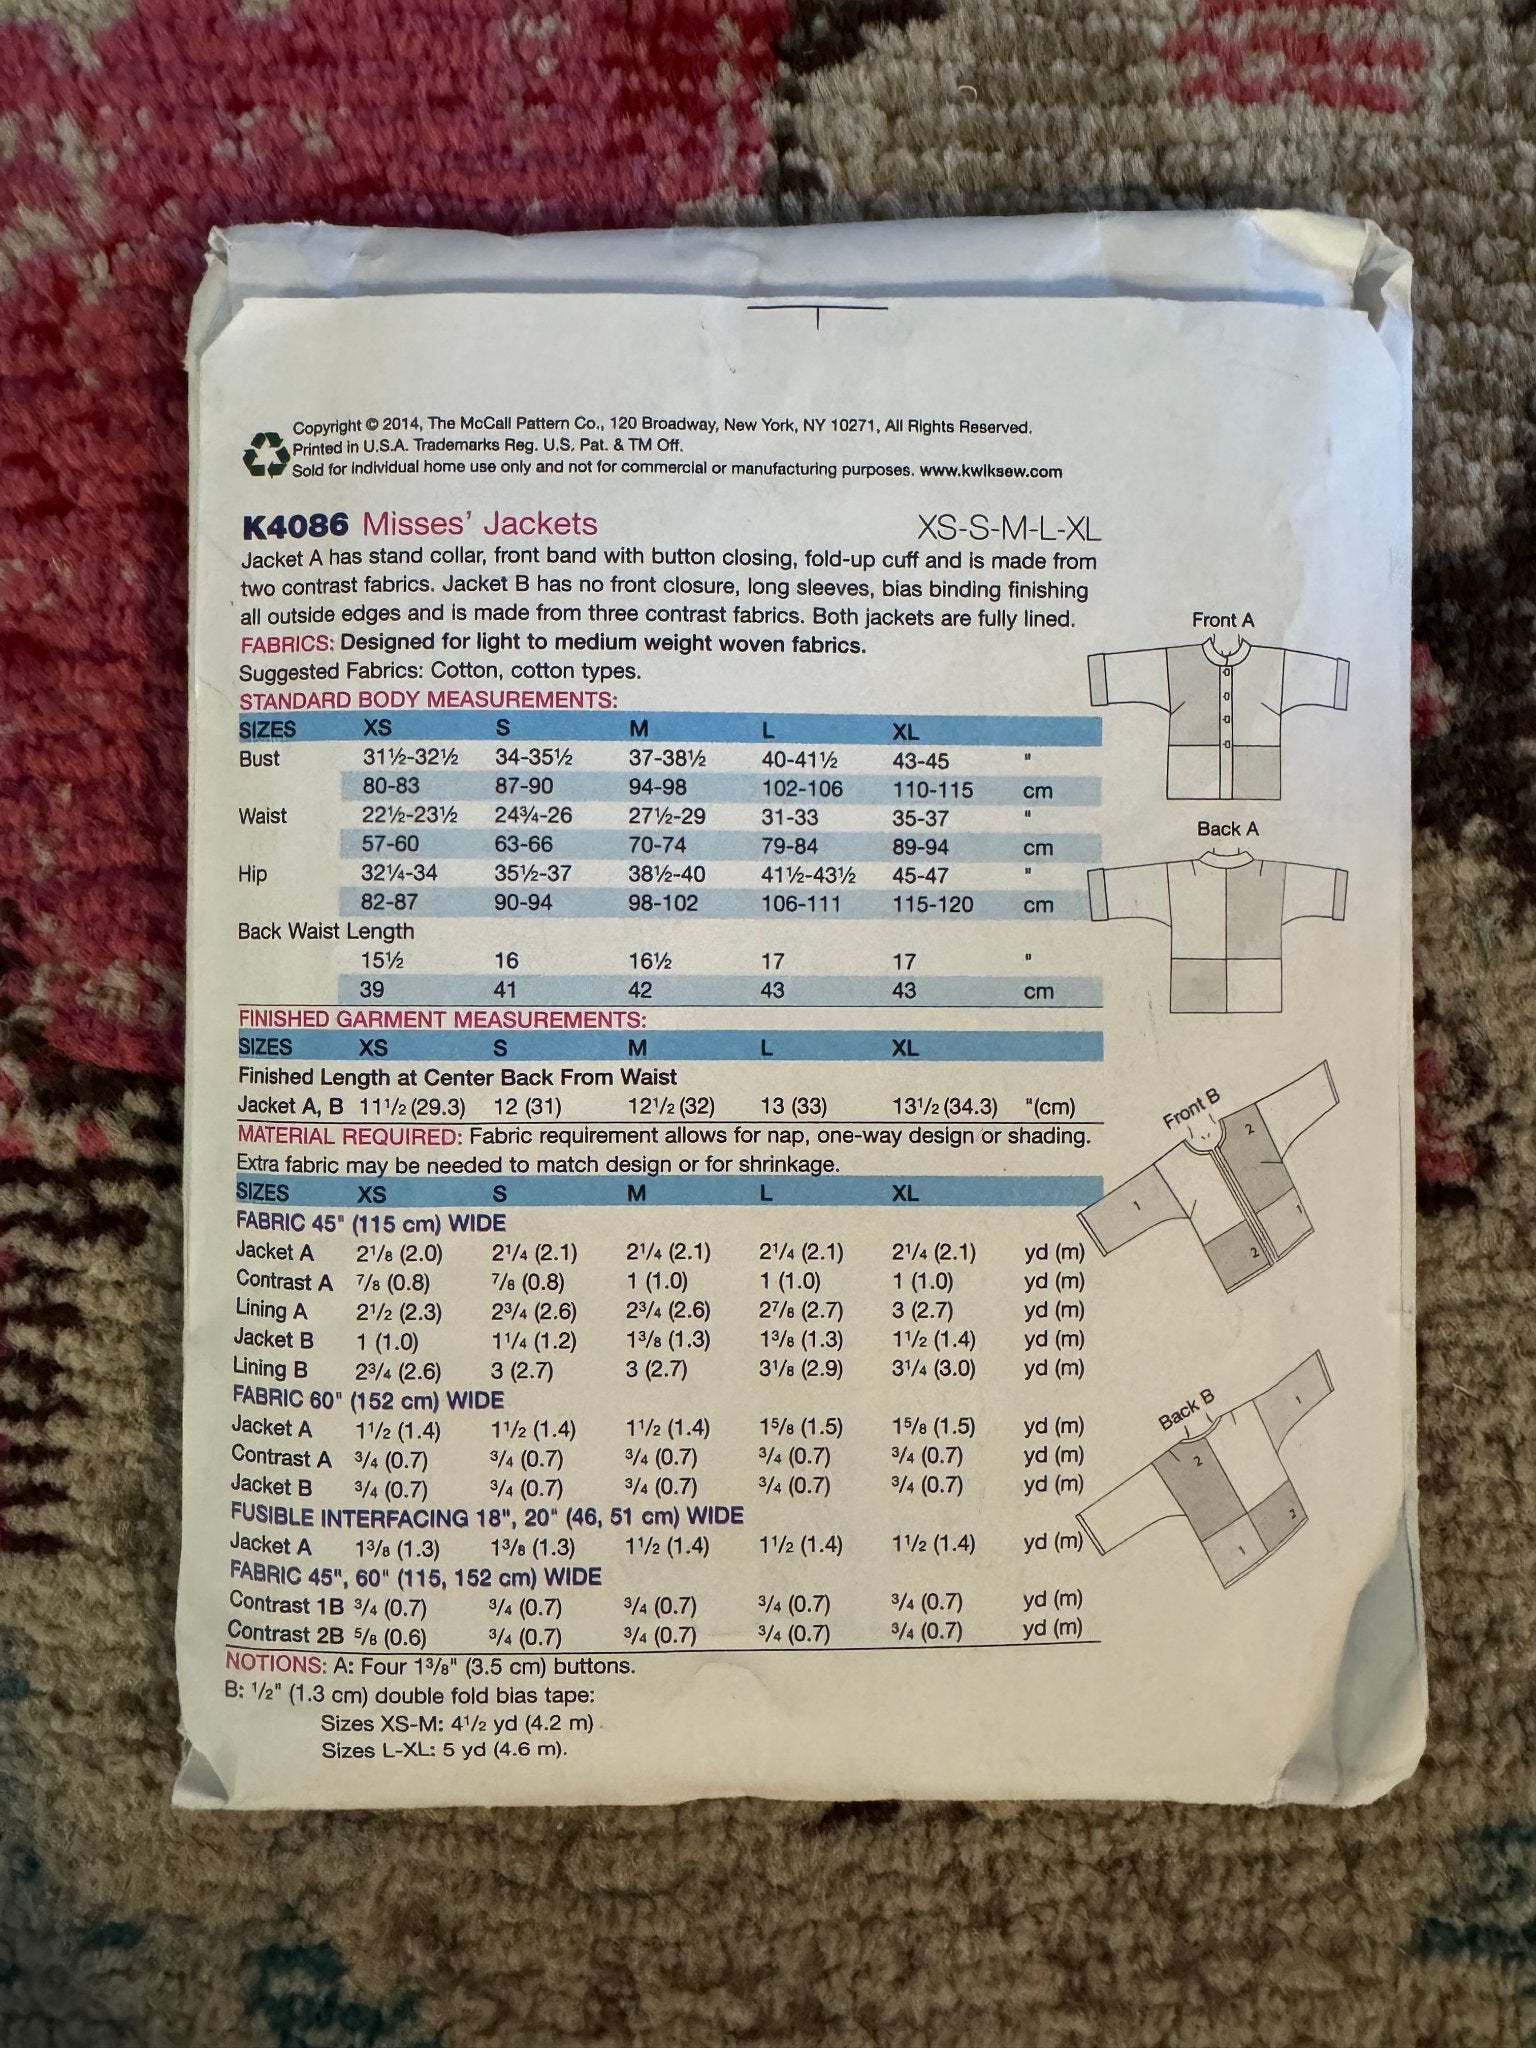 Copyright © 2014, The McCall Pattern Co., 120 Broadway, New York, NY 10271, All Rights Reserved.
Printed in U.S.A. Trademarks Reg. U.S. Pat. & TM Off.
Sold for individual home use only and not for commercial or manufacturing purposes. www.kwiksew.com
K4086 Misses' Jackets XS-S-M-L-XL
Jacket A has stand collar, front band with button closing, fold-up cuff and is made from
two contrast fabrics. Jacket B has no front closure, long sleeves, bias binding finishing
all outside edges and is made from three contrast fabrics. Both jackets are fully lined.
FABRICS: Designed for light to medium weight woven fabrics.
Suggested Fabrics: Cotton, cotton types.
STANDARD BODY MEASUREMENTS:
SIZES XS S M L XL
Bust 31½-32½ 34-35½ 37-38½ 40-41½ 43-45 "
80-83 87-90 94-98 102-106 110-115 cm
Waist 22½-23½ 24¾-26 27½-29 31-33 35-37 "
57-60 63-66 70-74 79-84 89-94 cm
Hip 32¼-34 35½-37 38½-40 41½-43½ 45-47 "
82-87 90-94 98-102 106-111 115-120 cm
Back Waist Length
15½ 16 16½ 17 17 "
39 41 42 43 43 cm
FINISHED GARMENT MEASUREMENTS:
SIZES XS S M L XL
Finished Length at Center Back From Waist
Jacket A, B 11½ (29.3) 12 (31) 12½ (32) 13 (33) 13½ (34.3) "(cm)
MATERIAL REQUIRED: Fabric requirement allows for nap, one-way design or shading.
Extra fabric may be needed to match design or for shrinkage.
SIZES XS S M L XL
FABRIC 45" (115 cm) WIDE
Jacket A 2⅛ (2.0) 2¼ (2.1) 2¼ (2.1) 2¼ (2.1) 2¼ (2.1) yd (m)
Contrast A ⅞ (0.8) ⅞ (0.8) 1 (1.0) 1 (1.0) 1 (1.0) yd (m)
Lining A 2½ (2.3) 2¾ (2.6) 2¾ (2.6) 2⅞ (2.7) 3 (2.7) yd (m)
Jacket B 1 (1.0) 1¼ (1.2) 1⅜ (1.3) 1⅜ (1.3) 1½ (1.4) yd (m)
Lining B 2¾ (2.6) 3 (2.7) 3 (2.7) 3⅛ (2.9) 3¼ (3.0) yd (m)
FABRIC 60" (152 cm) WIDE
Jacket A 1½ (1.4) 1½ (1.4) 1½ (1.4) 1⅝ (1.5) 1⅝ (1.5) yd (m)
Contrast A ¾ (0.7) ¾ (0.7) ¾ (0.7) ¾ (0.7) ¾ (0.7) yd (m)
Jacket B ¾ (0.7) ¾ (0.7) ¾ (0.7) ¾ (0.7) ¾ (0.7) yd (m)
FUSIBLE INTERFACING 18", 20" (46, 51 cm) WIDE
Jacket A 1⅜ (1.3) 1⅜ (1.3) 1½ (1.4) 1½ (1.4) 1½ (1.4) yd (m)
FABRIC 45", 60" (115, 152 cm) WIDE
Contrast 1B ¾ (0.7) ¾ (0.7) ¾ (0.7) ¾ (0.7) ¾ (0.7) yd (m)
Contrast 2B ⅝ (0.6) ¾ (0.7) ¾ (0.7) ¾ (0.7) ¾ (0.7) yd (m)
NOTIONS: A: Four 1⅜" (3.5 cm) buttons.
B: ½" (1.3 cm) double fold bias tape:
Sizes XS-M: 4½ yd (4.2 m)
Sizes L-XL: 5 yd (4.6 m).
Front A
Back A
Front B
2
1
1
2
Back B
1
2
2
1